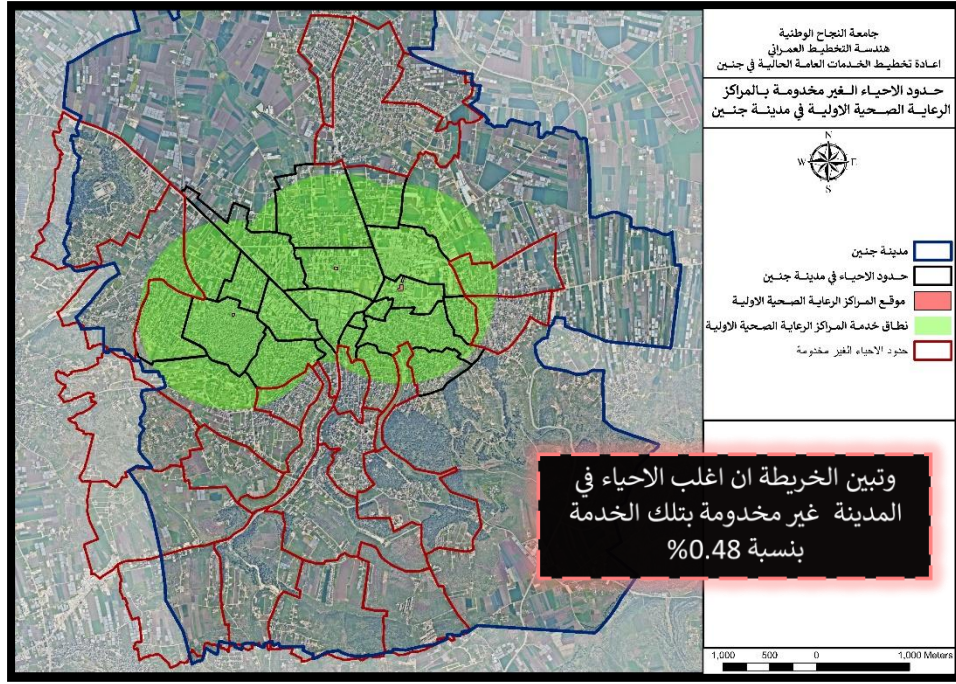 جامعة النجاح الوطنية
هندسة التخطيط العمراني
اعادة تخطيط الخدمات العامة الحالية في جنين
حدود الاحياء الغير مخدومة بالمراكز
الرعاية الصحية الاولية في مدينة جنين
N
W E
S
مدينة جنين
حدود الاحياء في مدينة جنين
موقع المراكز الرعاية الصحية الاولية
نطاق خدمة المراكز الرعاية الصحية الاولية
حدود الاحياء الغير مخدومة
وتبين الخريطة ان اغلب الاحياء في
المدينة غير مخدومة بتلك الخدمة
بنسبة 0.48%
1,000 500 0 1,000 Meters